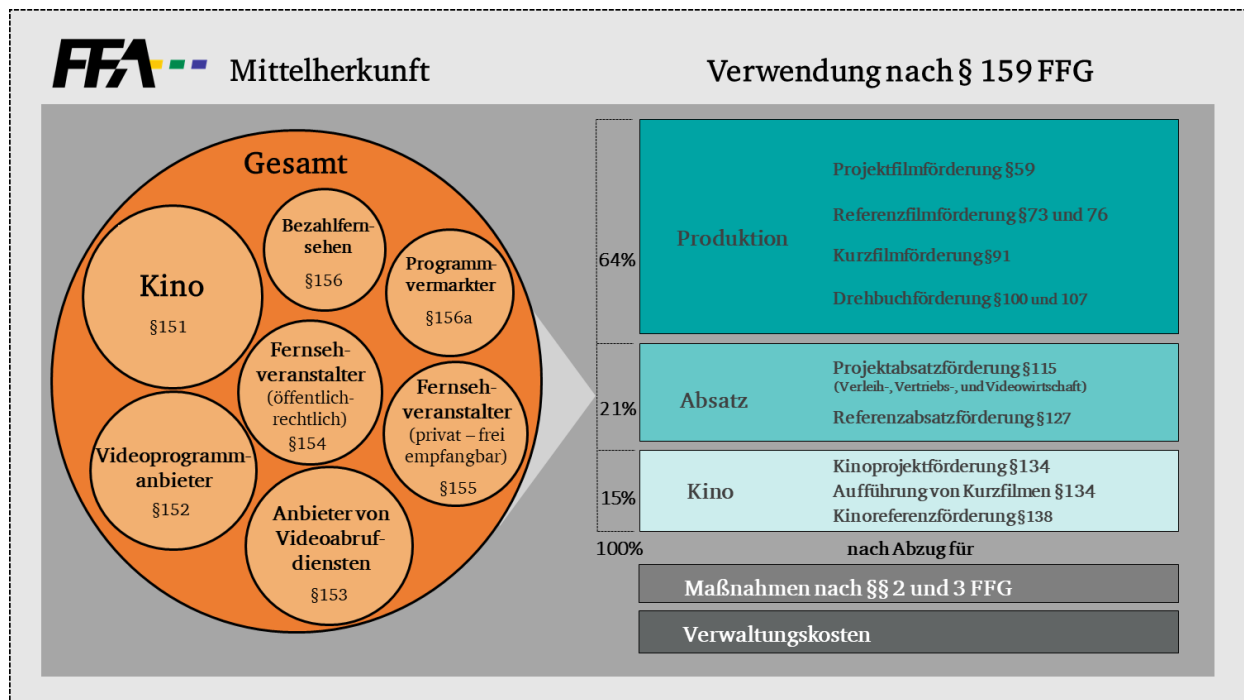 FFA Mittelherkunft
Verwendung nach § 159 FFG
Gesamt
Kino
§151
Bezahlfern-
sehen
§156
Programm-
vermarkter
§156a
Fernseh-
veranstalter
(öffentlich-
rechtlich)
§154
Fernseh-
veranstalter
(privat – frei
empfangbar)
§155
Videoprogramm-
anbieter
§152
Anbieter von
Videoabruf-
diensten
§153
64%
Produktion
Projektfilmförderung §59
Referenzfilmförderung §73 und 76
Kurzfilmförderung §91
Drehbuchförderung §100 und 107
21%
Absatz
Projektabsatzförderung §115
(Verleih-, Vertriebs-, und Videowirtschaft)
Referenzabsatzförderung §127
15%
Kino
Kinoprojektförderung §134
Aufführung von Kurzfilmen §134
Kinoreferenzförderung §138
100%
nach Abzug für
Maßnahmen nach §§ 2 und 3 FFG
Verwaltungskosten